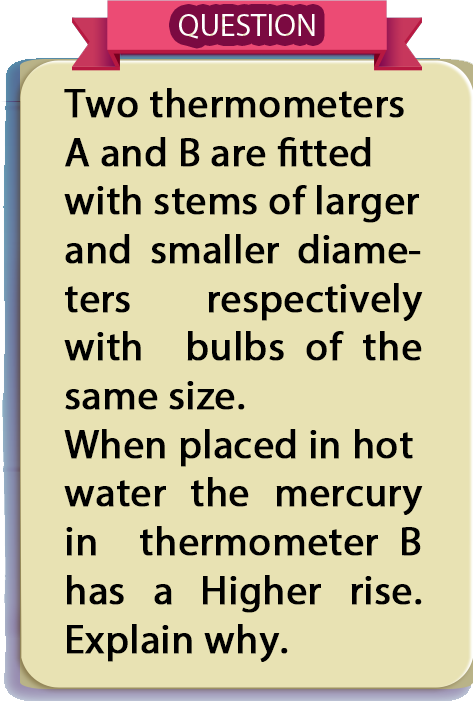 QUESTION
Two thermometers
A and B are fitted
with stems of larger
and smaller diame-
ters respectively
with bulbs of the
same size.
When placed in hot
water the mercury
in thermometer B
has a Higher rise.
Explain why.